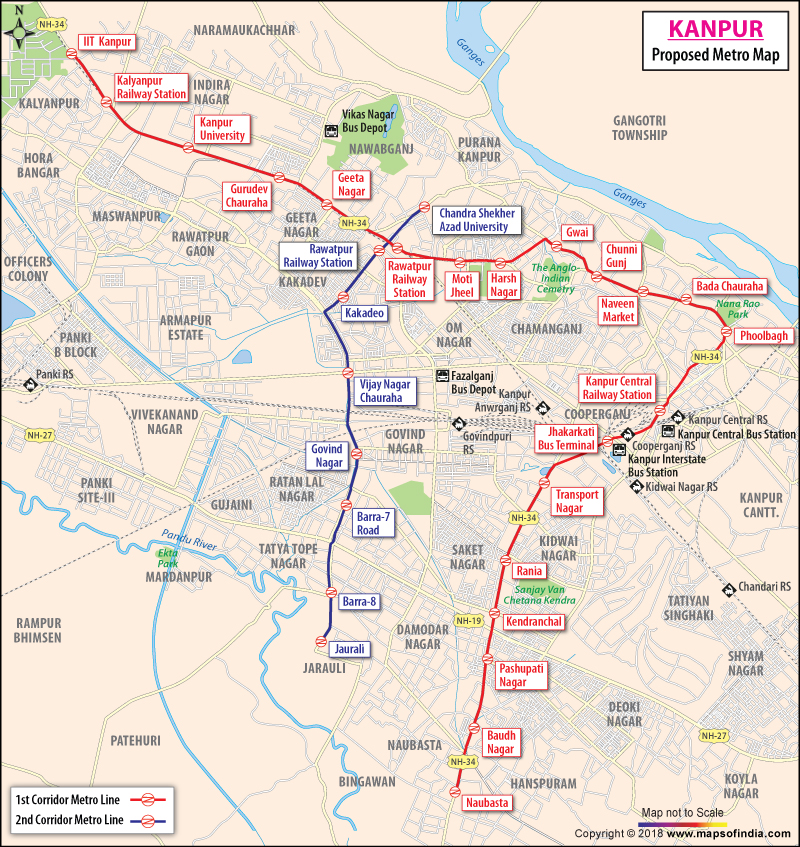 N
NH-34
KANPUR
Proposed Metro Map
NARAMAUKACHHAR
Ganges
IIT Kanpur
Kalyanpur
Railway Station
KALYANPUR
INDIRA
NAGAR
Kanpur
University
Vikas Nagar
Bus Depot
NAWABGANJ
PURANA
KANPUR
GANGOTRI
TOWNSHIP
HORA
BANGAR
Gurudev
Chauraha
Geeta
Nagar
Ganges
MASWANPUR
GEETA
NAGAR
NH-34
Chandra Shekher
Azad University
RAWATPUR
GAON
Rawatpur
Railway Station
Rawatpur
Railway
Station
Gwai
Chunni
Gunj
OFFICERS
COLONY
KAKADEV
Moti
Jheel
Harsh
Nagar
The Anglo-
Indian
Cemetry
Naveen
Market
Bada Chauraha
Nana Rao
Park
Kakadeo
ARMAPUR
ESTATE
OM
NAGAR
CHAMANGANJ
Phoolbagh
PANKI
B BLOCK
NH-34
Panki RS
Vijay Nagar
Chauraha
Fazalganj
Bus Depot
Kanpur
Anwrganj RS
Kanpur Central
Railway Station
COOPERGANJ
VIVEKANAND
NAGAR
Govindpuri
RS
Jhakarkati
Bus Terminal
Kanpur Central RS
Kanpur Central Bus Station
NH-27
Govind
Nagar
GOVIND
NAGAR
Cooperganj RS
Kanpur Interstate
Bus Station
Kidwai Nagar RS
PANKI
SITE-III
RATAN LAL
NAGAR
GUJAINI
Transport
Nagar
KANPUR
CANTT.
Barra-7
Road
NH-34
Pandu River
Ekta
Park
MARDANPUR
TATYA TOPE
NAGAR
SAKET
NAGAR
KIDWAI
NAGAR
Rania
Sanjay Van
Chetana Kendra
Chandari RS
Barra-8
TATIYAN
SINGHAKI
RAMPUR
BHIMSEN
NH-19
Kendranchal
DAMODAR
NAGAR
Jaurali
JARAULI
Pashupati
Nagar
SHYAM
NAGAR
DEOKI
NAGAR
PATEHURI
NAUBASTA
Baudh
Nagar
NH-27
NH-34
BINGAWAN
HANSPURAM
KOYLA
NAGAR
Naubasta
1st Corridor Metro Line
2nd Corridor Metro Line
Map not to Scale
Copyright © 2018 www.mapsofindia.com